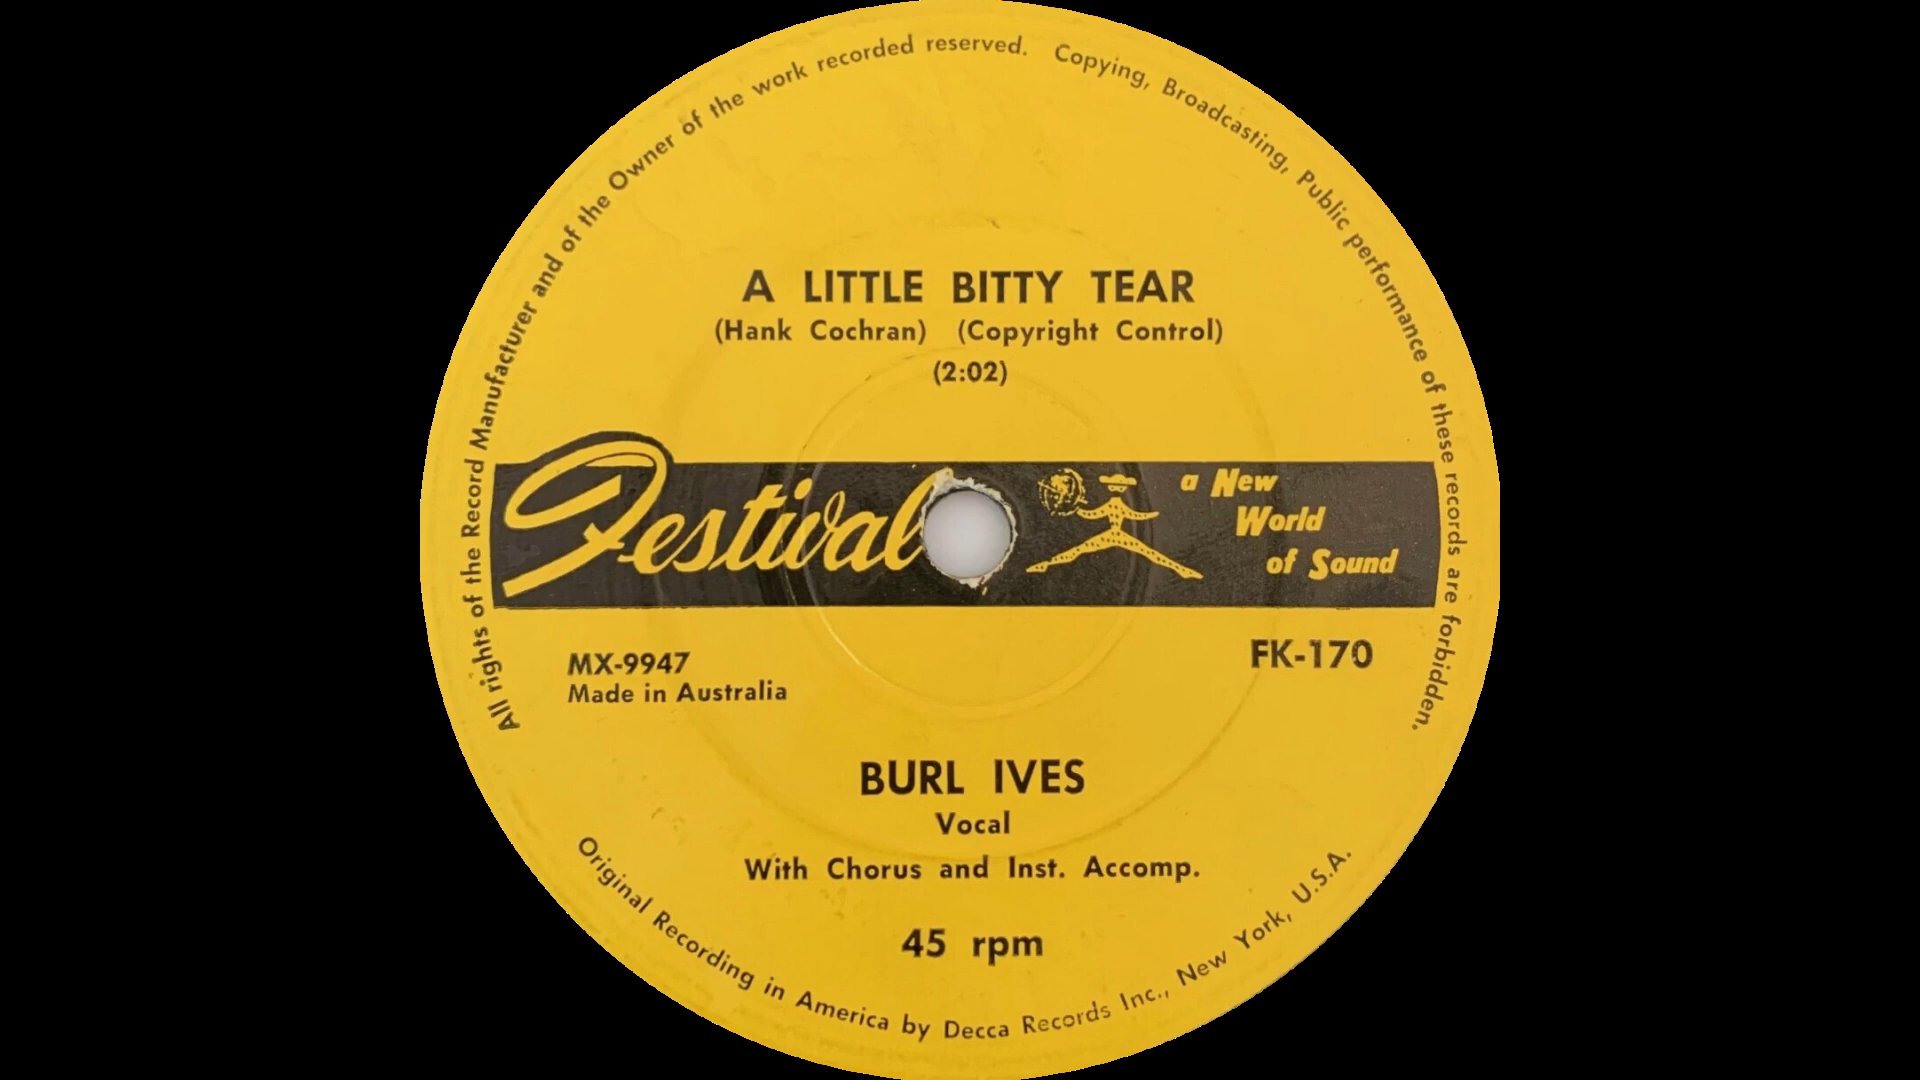 All rights of the Record Manufacturer and of the Owner of the work recorded reserved. Copying, Broadcasting, Public performance of these records are forbidden.
A LITTLE BITTY TEAR
(Hank Cochran) (Copyright Control)
(2:02)
Festival
a New
World
of Sound
MX-9947
Made in Australia
FK-170
BURL IVES
Vocal
With Chorus and Inst. Accomp.
45 rpm
Original Recording in America by Decca Records Inc., New York, U.S.A.